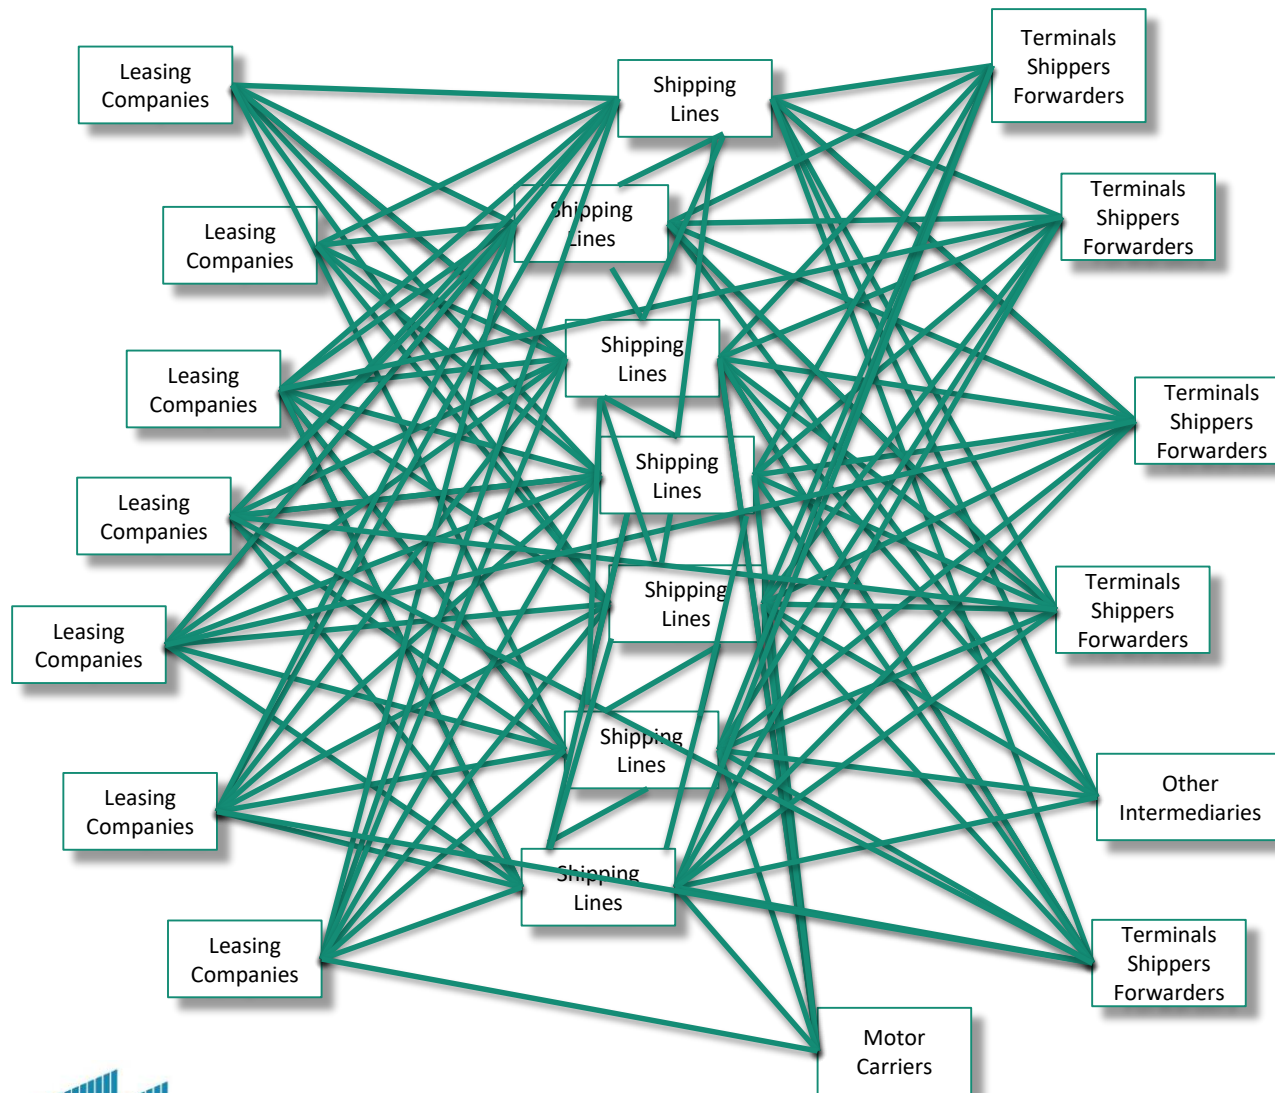 Leasing
Companies
Shipping
Lines
Terminals
Shippers
Forwarders
Leasing
Companies
Shipping
Lines
Terminals
Shippers
Forwarders
Leasing
Companies
Shipping
Lines
Terminals
Shippers
Forwarders
Leasing
Companies
Shipping
Lines
Leasing
Companies
Shipping
Lines
Terminals
Shippers
Forwarders
Leasing
Companies
Shipping
Lines
Other
Intermediaries
Leasing
Companies
Shipping
Lines
Terminals
Shippers
Forwarders
Motor
Carriers